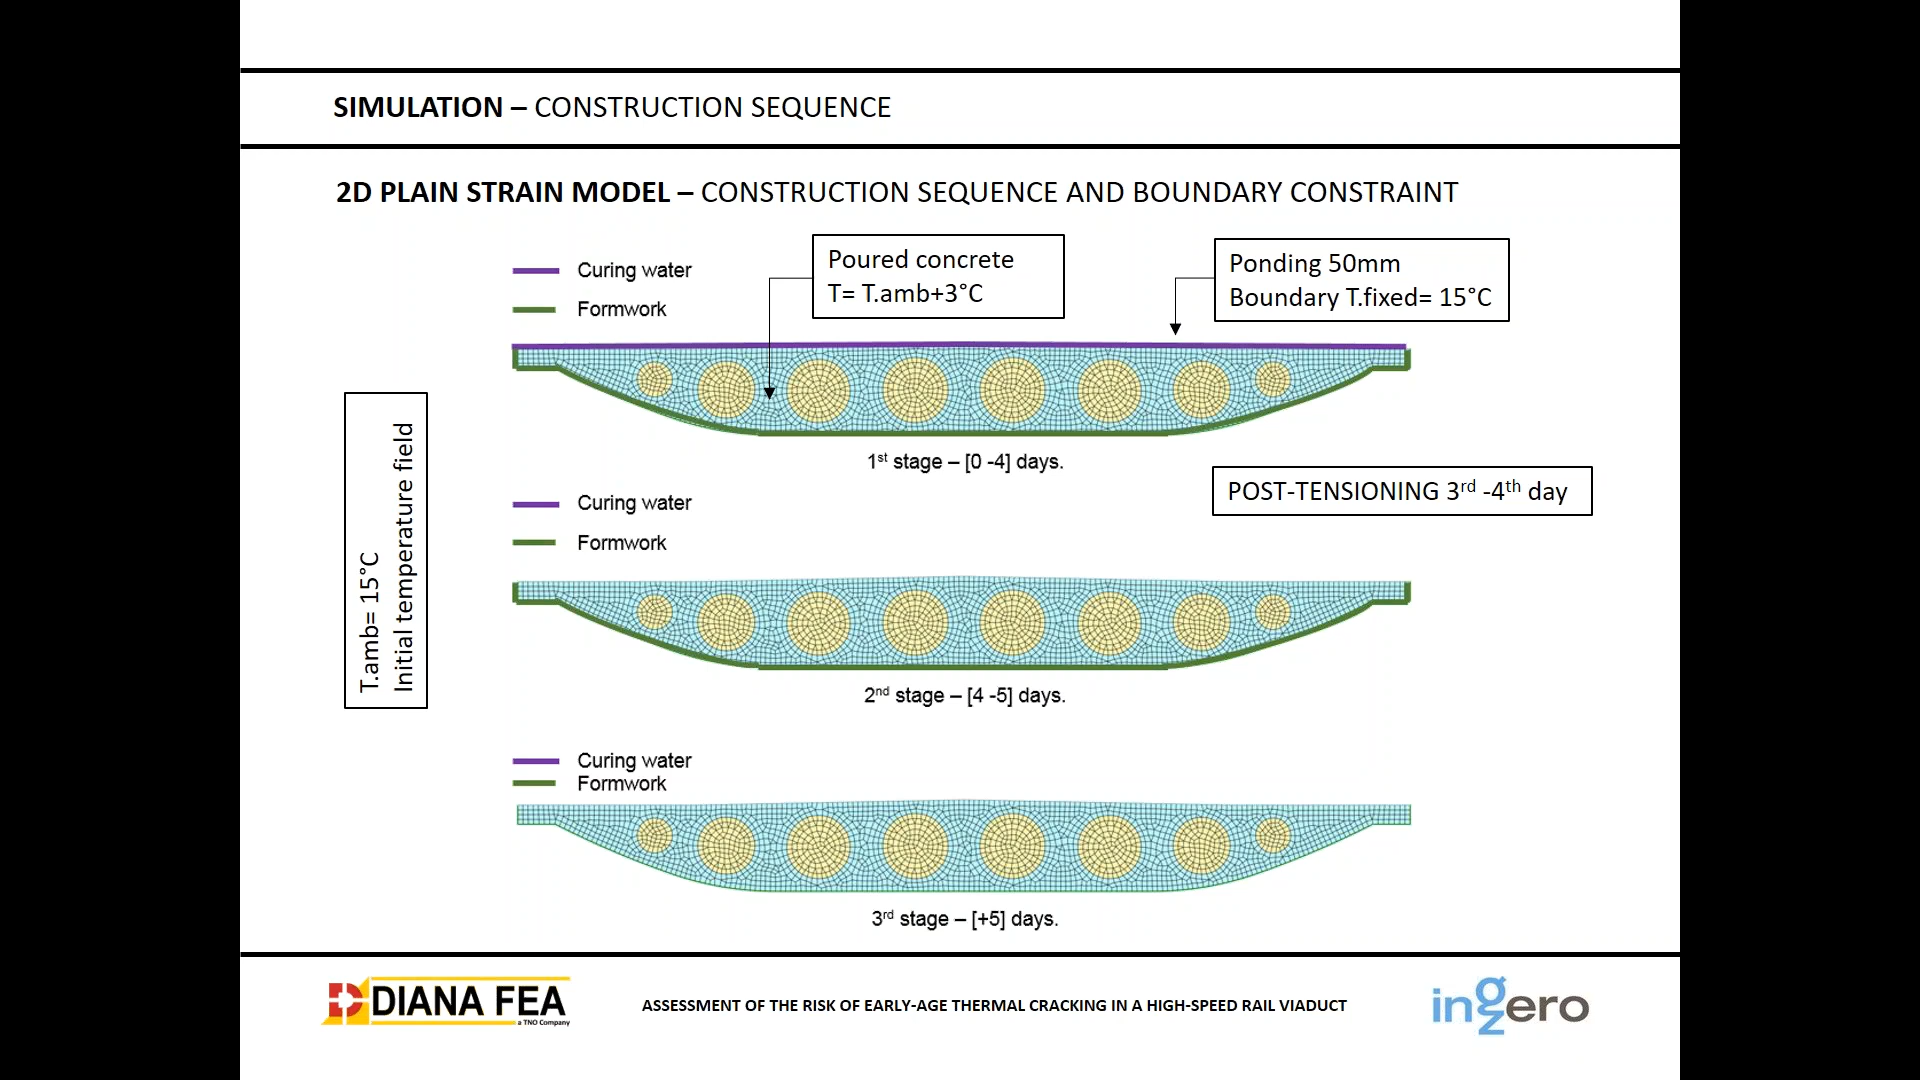 SIMULATION – CONSTRUCTION SEQUENCE
2D PLAIN STRAIN MODEL – CONSTRUCTION SEQUENCE AND BOUNDARY CONSTRAINT
Curing water
Formwork
Poured concrete
T= T.amb+3°C
Ponding 50mm
Boundary T.fixed= 15°C
1st stage – [0 -4] days.
T.amb= 15°C
Initial temperature field
POST-TENSIONING 3rd -4th day
Curing water
Formwork
2nd stage – [4 -5] days.
Curing water
Formwork
3rd stage – [+5] days.
DIANA FEA
a TNO Company
ASSESSMENT OF THE RISK OF EARLY-AGE THERMAL CRACKING IN A HIGH-SPEED RAIL VIADUCT
ingzero